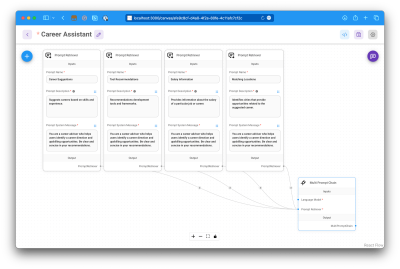 localhost:3000/canvas/
Career Assistant
Prompt Retriever
Prompt Retriever
Prompt Retriever
Prompt Retriever
Inputs
Inputs
Inputs
Inputs
Prompt Name *
Prompt Name *
Prompt Name *
Prompt Name *
Career Suggestions
Tool Recommendations
Salary Information
Matching Locations
Prompt Description *
Prompt Description *
Prompt Description *
Prompt Description *
Suggests careers based on skills and experience
Recommendations development tools and frameworks.
Provides information about the salary of a particular job or career
Identifies cities that provide opportunities related to the suggested career
Prompt System Message *
Prompt System Message *
Prompt System Message *
Prompt System Message *
You are a career advisor who helps users identify a career direction and upskilling opportunities. Be clear and concise in your recommendations.
You are a career advisor who helps users identify a career direction and upskilling opportunities. Be clear and concise in your recommendations.
You are a career advisor who helps users identify a career direction and upskilling opportunities. Be clear and concise in your recommendations.
You are a career advisor who helps users identify a career direction and upskilling opportunities. Be clear and concise in your recommendations.
Output
Output
Output
Output
PromptRetriever
PromptRetriever
PromptRetriever
PromptRetriever
Multi Prompt Chain
Inputs
Language Model *
Prompt Retriever *
Output
MultiPromptChain
React Flow